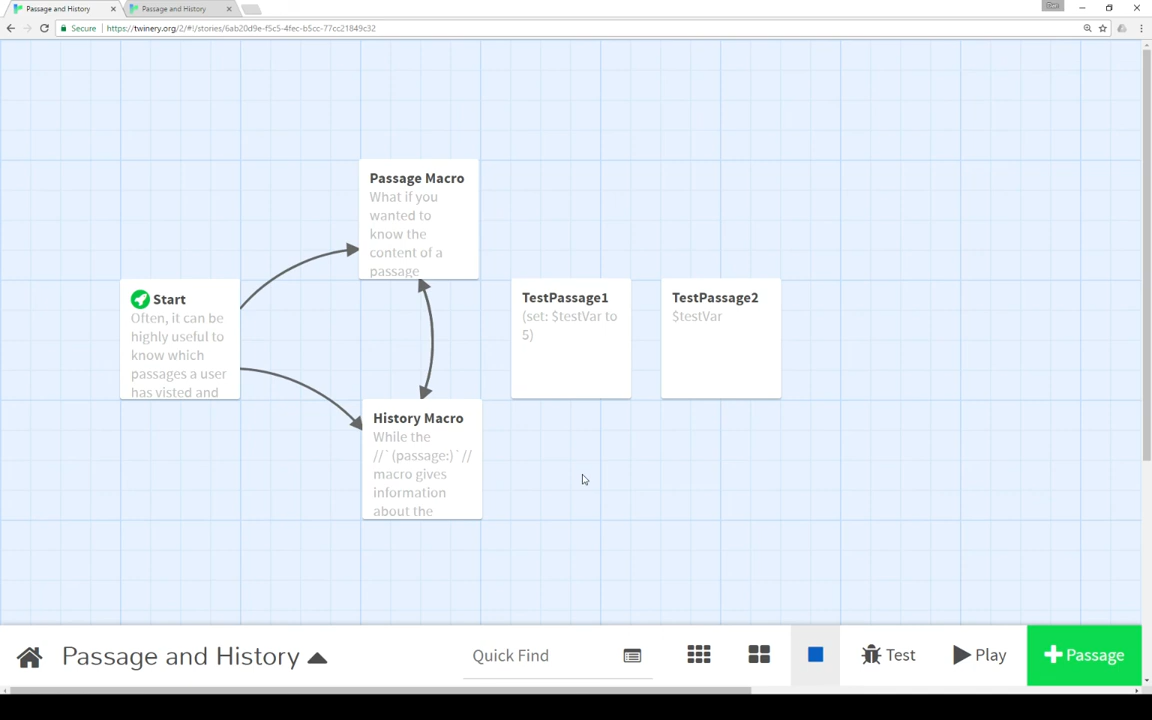 Passage and History
Passage and History
Secure
https://twinery.org/2/#!/stories/6ab20d9e-f5c5-4fec-b5cc-77cc21849c32
Passage Macro
What if you
wanted to
know the
content of a
passage
Start
Often, it can be
highly useful to
know which
passages a user
has visted and
TestPassage1
(set: $testVar to
5)
TestPassage2
$testVar
History Macro
While the
//`(passage:)`//
macro gives
information
about the
Passage and History
Quick Find
Test
Play
Passage